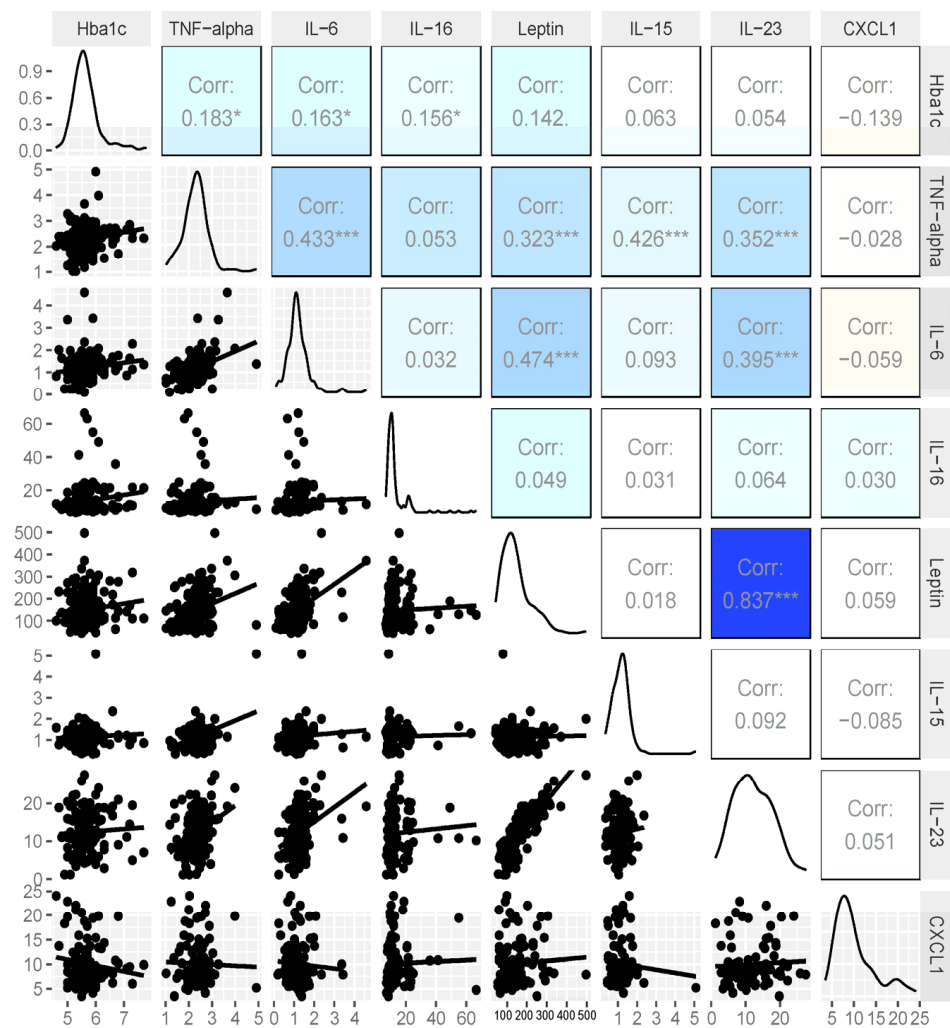 Hba1c TNF-alpha IL-6 IL-16 Leptin IL-15 IL-23 CXCL1
0.9
0.6
0.3
0.0
Corr: Corr: Corr: Corr: Corr: Corr: Corr:
0.183* 0.163* 0.156* 0.142. 0.063 0.054 −0.139
Hba1c
5
4
3
2
1
Corr: Corr: Corr: Corr: Corr: Corr:
0.433*** 0.053 0.323*** 0.426*** 0.352*** −0.028
TNF-alpha
4
3
2
1
0
Corr: Corr: Corr: Corr: Corr:
0.032 0.474*** 0.093 0.395*** −0.059
IL−6
60
40
20
Corr: Corr: Corr: Corr:
0.049 0.031 0.064 0.030
IL−16
500
400
300
200
100
Corr: Corr: Corr:
0.018 0.837*** 0.059
Leptin
5
3
2
1
Corr: Corr:
0.092 −0.085
IL−15
20
10
0
Corr:
0.051
IL−23
25
20
15
10
5
CXCL1
5 6 7 1 2 3 4 5 0 1 2 3 4 20 40 60 100 200 300 400 500 1 2 3 4 5 0 10 20 5 10 15 20 25